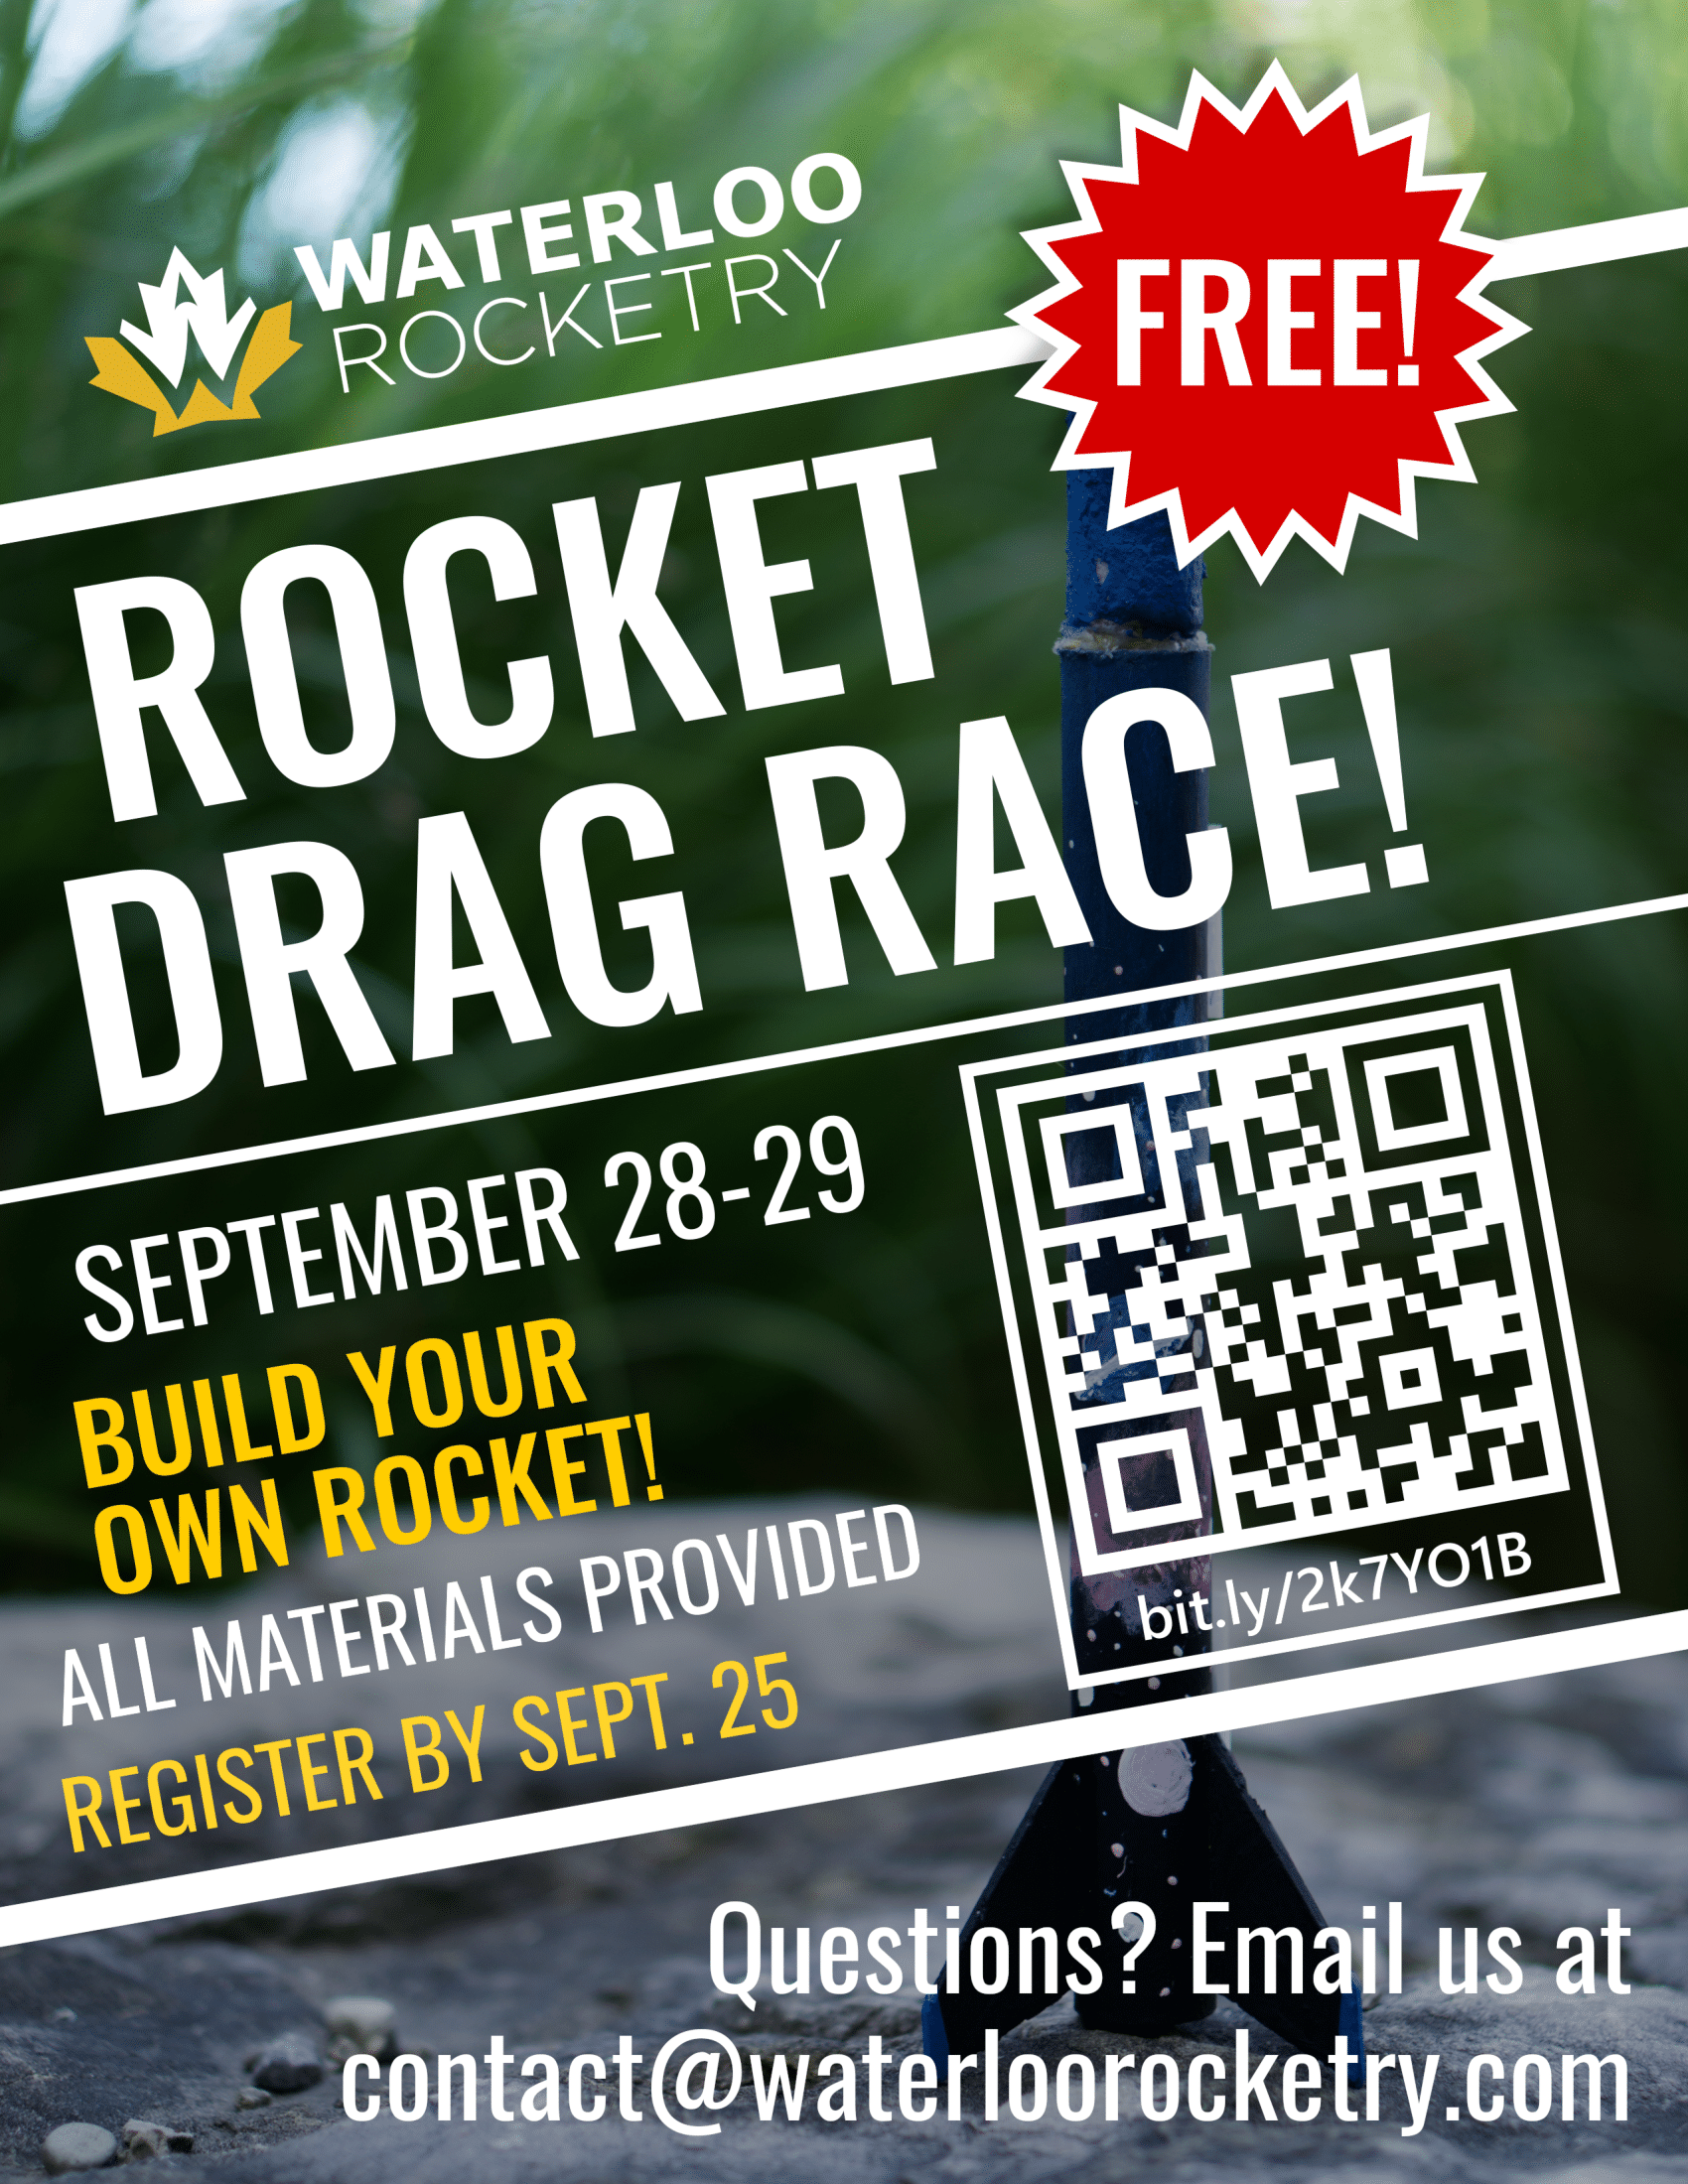 WATERLOO
ROCKETRY
FREE!
ROCKET
DRAG RACE!
SEPTEMBER 28-29
BUILD YOUR
OWN ROCKET!
ALL MATERIALS PROVIDED
REGISTER BY SEPT. 25
bit.ly/2k7YO1B
Questions? Email us at
contact@waterloorocketry.com